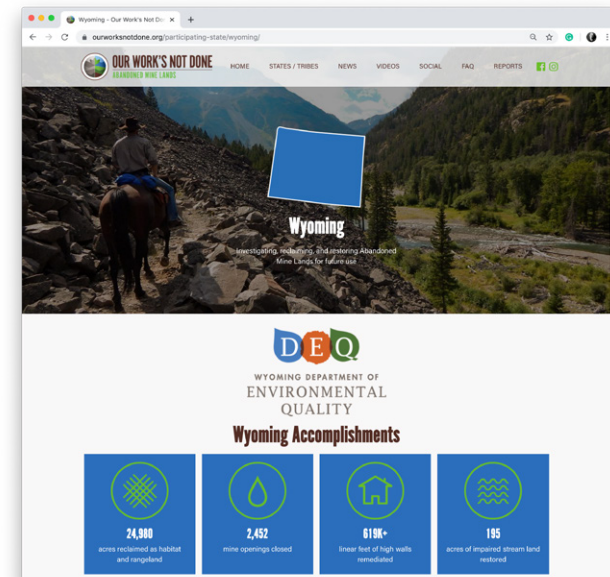 Wyoming - Our Work's Not Do
ourworksnotdone.org/participating-state/wyoming/
OUR WORK'S NOT DONE
ABANDONED MINE LANDS
HOME STATES / TRIBES NEWS VIDEOS SOCIAL FAQ REPORTS
Wyoming
Investigating, reclaiming, and restoring Abandoned
Mine Lands for future use
DEQ
WYOMING DEPARTMENT OF
ENVIRONMENTAL
QUALITY
Wyoming Accomplishments
24,980
acres reclaimed as habitat
and rangeland
2,452
mine openings closed
619K+
linear feet of high walls
remediated
195
acres of impaired stream land
restored